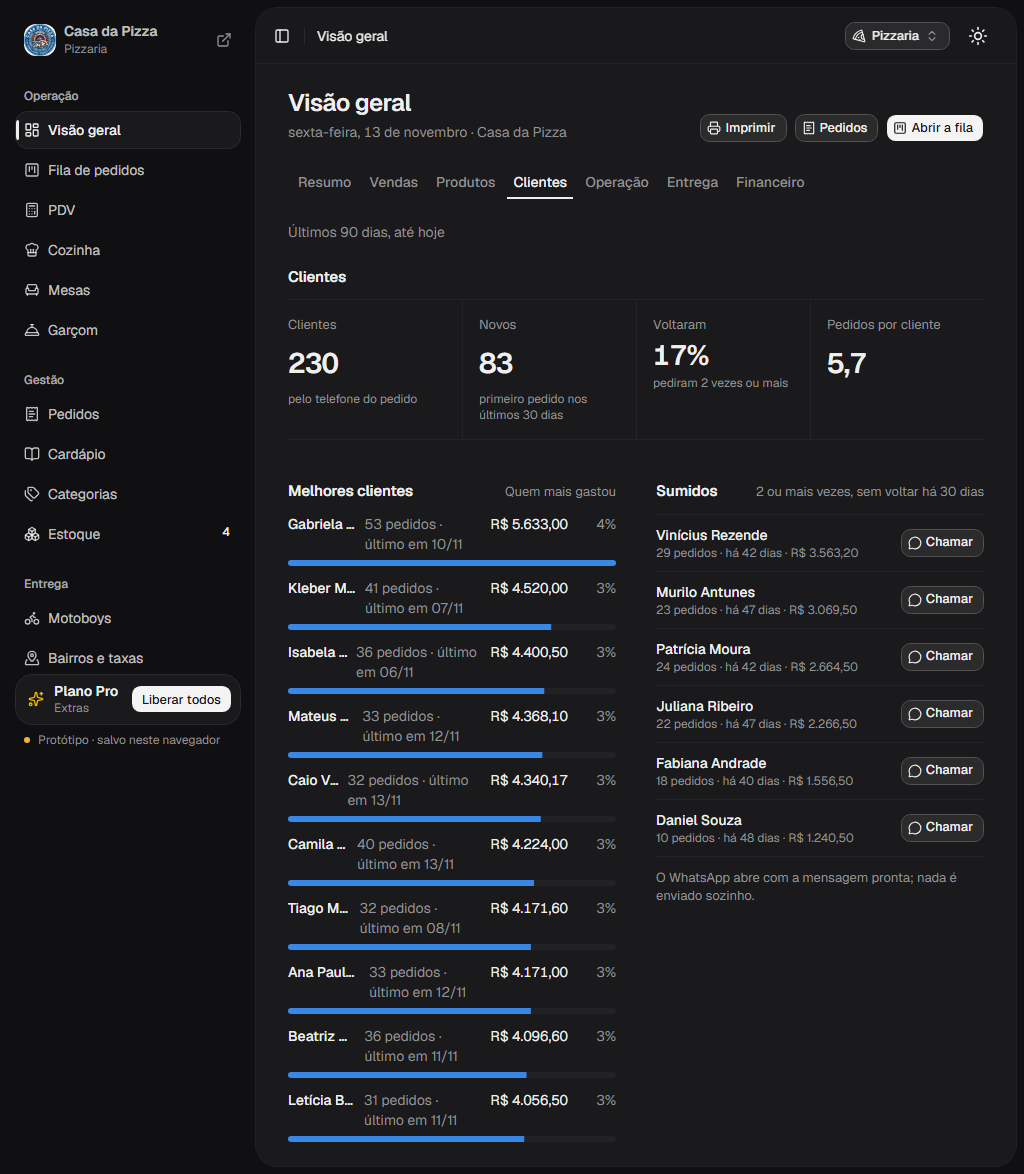 Casa da Pizza
Pizzaria
Operação
Visão geral
Fila de pedidos
PDV
Cozinha
Mesas
Garçom
Gestão
Pedidos
Cardápio
Categorias
Estoque 4
Entrega
Motoboys
Bairros e taxas
Plano Pro
Extras
Liberar todos
Protótipo · salvo neste navegador
Visão geral
Pizzaria
Visão geral
sexta-feira, 13 de novembro · Casa da Pizza
Imprimir Pedidos Abrir a fila
Resumo Vendas Produtos Clientes Operação Entrega Financeiro
Últimos 90 dias, até hoje
Clientes
Clientes
230
pelo telefone do pedido
Novos
83
primeiro pedido nos
últimos 30 dias
Voltaram
17%
pediram 2 vezes ou mais
Pedidos por cliente
5,7
Melhores clientes Quem mais gastou
Gabriela ... 53 pedidos · R$ 5.633,00 4%
último em 10/11
Kleber M... 41 pedidos · R$ 4.520,00 3%
último em 07/11
Isabela ... 36 pedidos · último R$ 4.400,50 3%
em 06/11
Mateus ... 33 pedidos · R$ 4.368,10 3%
último em 12/11
Caio V... 32 pedidos · último R$ 4.340,17 3%
em 13/11
Camila ... 40 pedidos · R$ 4.224,00 3%
último em 13/11
Tiago M... 32 pedidos · R$ 4.171,60 3%
último em 08/11
Ana Paul... 33 pedidos · R$ 4.171,00 3%
último em 12/11
Beatriz ... 36 pedidos · R$ 4.096,60 3%
último em 11/11
Letícia B... 31 pedidos · R$ 4.056,50 3%
último em 11/11
Sumidos 2 ou mais vezes, sem voltar há 30 dias
Vinícius Rezende
29 pedidos · há 42 dias · R$ 3.563,20
Chamar
Murilo Antunes
23 pedidos · há 47 dias · R$ 3.069,50
Chamar
Patrícia Moura
24 pedidos · há 42 dias · R$ 2.664,50
Chamar
Juliana Ribeiro
22 pedidos · há 47 dias · R$ 2.266,50
Chamar
Fabiana Andrade
18 pedidos · há 40 dias · R$ 1.556,50
Chamar
Daniel Souza
10 pedidos · há 48 dias · R$ 1.240,50
Chamar
O WhatsApp abre com a mensagem pronta; nada é
enviado sozinho.